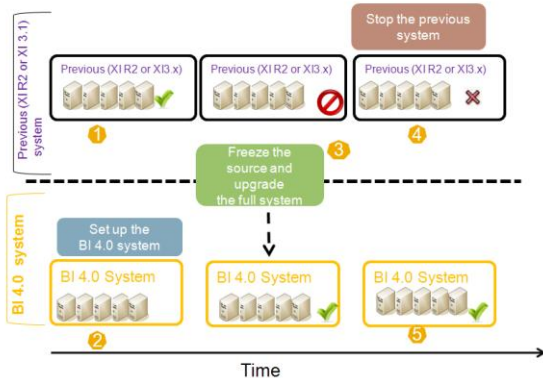 Stop the previous
system
Previous (XI R2 or XI 3.1)
system
Previous (XI R2 or XI3.x)
Previous (XI R2 or XI3.x)
Previous (XI R2 or XI3.x)
1
3
4
Freeze the
source and
upgrade
the full system
Set up the
BI 4.0 system
BI 4.0 system
BI 4.0 System
BI 4.0 System
BI 4.0 System
2
5
Time